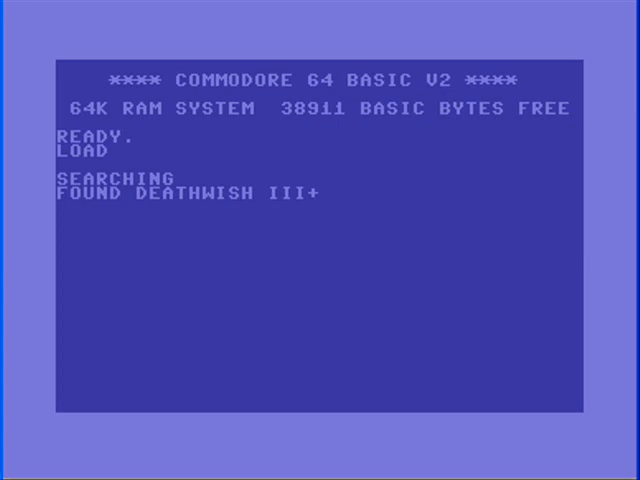 **** COMMODORE 64 BASIC V2 ****
64K RAM SYSTEM  38911 BASIC BYTES FREE
READY.
LOAD
SEARCHING
FOUND DEATHWISH III+